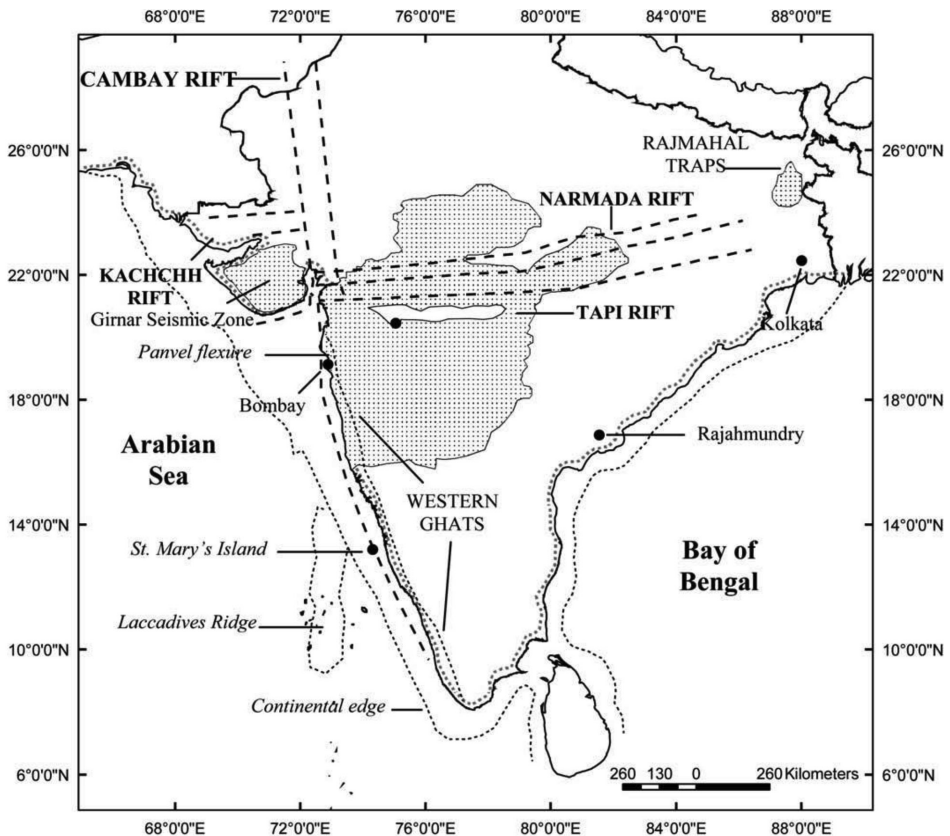 68°0'0"E 72°0'0"E 76°0'0"E 80°0'0"E 84°0'0"E 88°0'0"E
CAMBAY RIFT
RAJMAHAL
TRAPS
26°0'0"N 26°0'0"N
NARMADA RIFT
KACHCHH
RIFT
22°0'0"N 22°0'0"N
Girnar Seismic Zone
TAPI RIFT
Kolkata
Panvel flexure
Bombay
18°0'0"N 18°0'0"N
Arabian
Sea
Rajahmundry
WESTERN
GHATS
14°0'0"N 14°0'0"N
St. Mary's Island
Bay of
Bengal
Laccadives Ridge
10°0'0"N 10°0'0"N
Continental edge
6°0'0"N 6°0'0"N
260 130 0 260 Kilometers
68°0'0"E 72°0'0"E 76°0'0"E 80°0'0"E 84°0'0"E 88°0'0"E